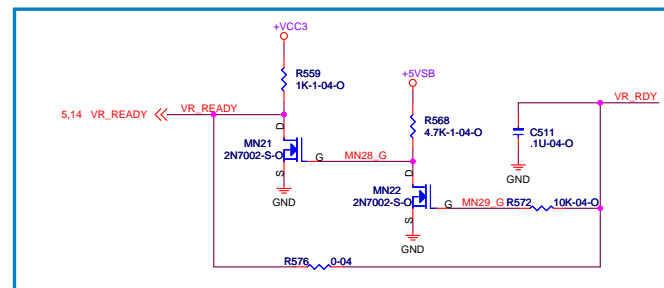 +VCC3
R559
1K-1-04-O
+5VSB
5,14 VR_READY
VR_READY
VR_RDY
R568
4.7K-1-04-O
C511
.1U-04-O
D
MN21
2N7002-S-O
G
MN28_G
S
GND
D
MN22
2N7002-S-O
G
MN29_G
R572
10K-04-O
S
GND
GND
R576
0-04